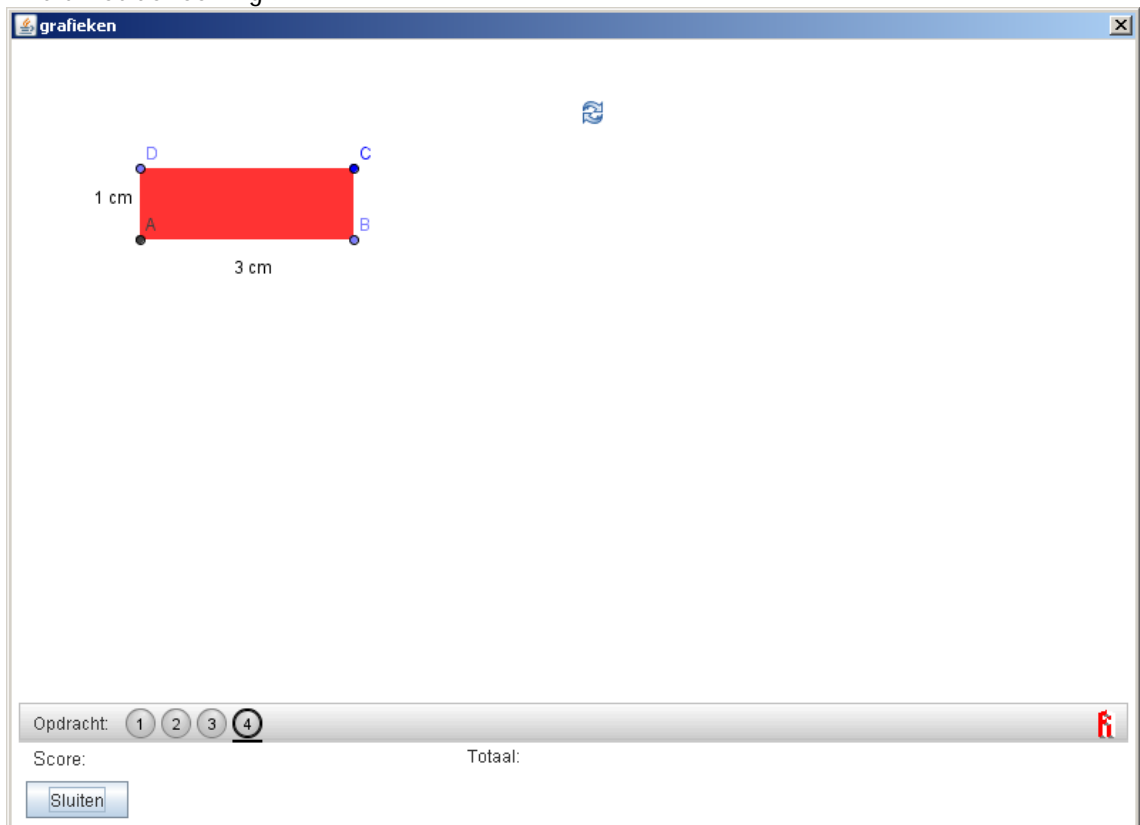 grafieken
D C
1 cm
A B
3 cm
Opdracht: 1 2 3 4
Score: Totaal:
Sluiten